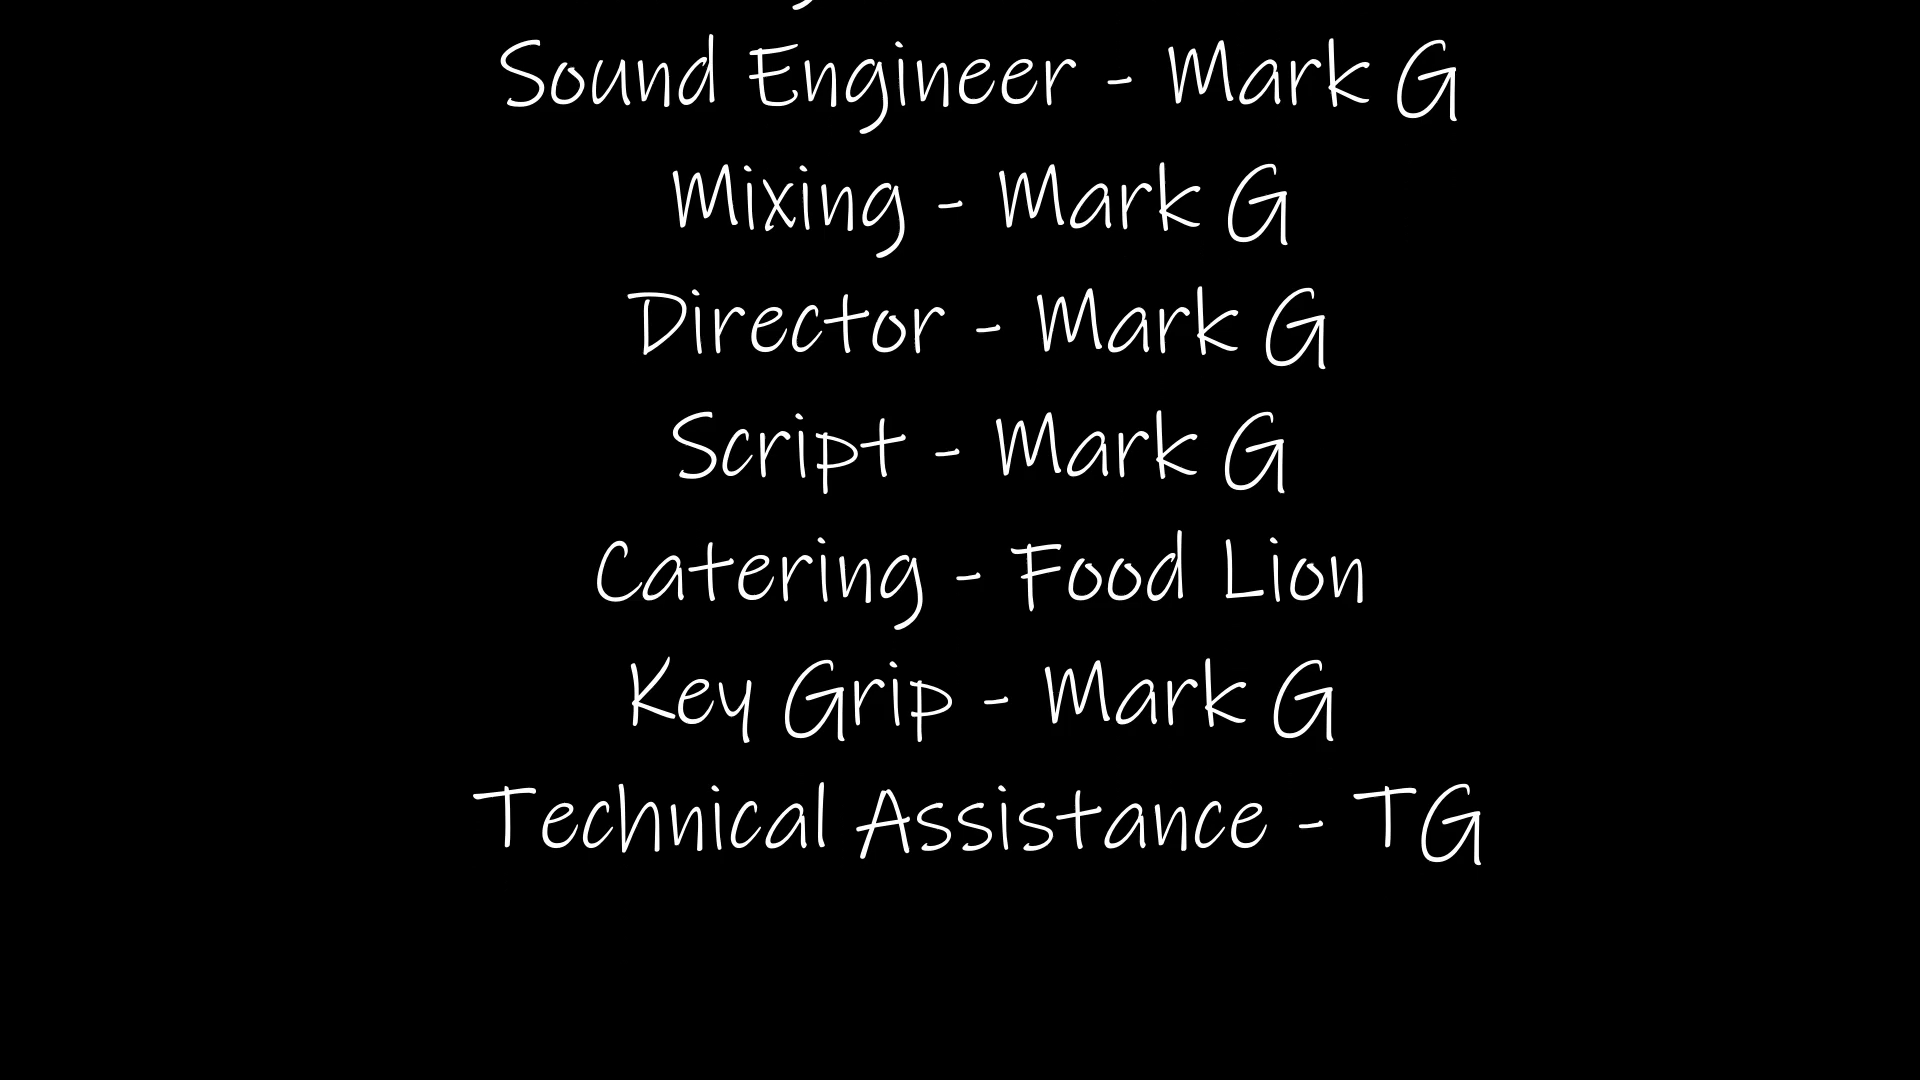 Sound Engineer - Mark G
Mixing - Mark G
Director - Mark G
Script - Mark G
Catering - Food Lion
Key Grip - Mark G
Technical Assistance - TG